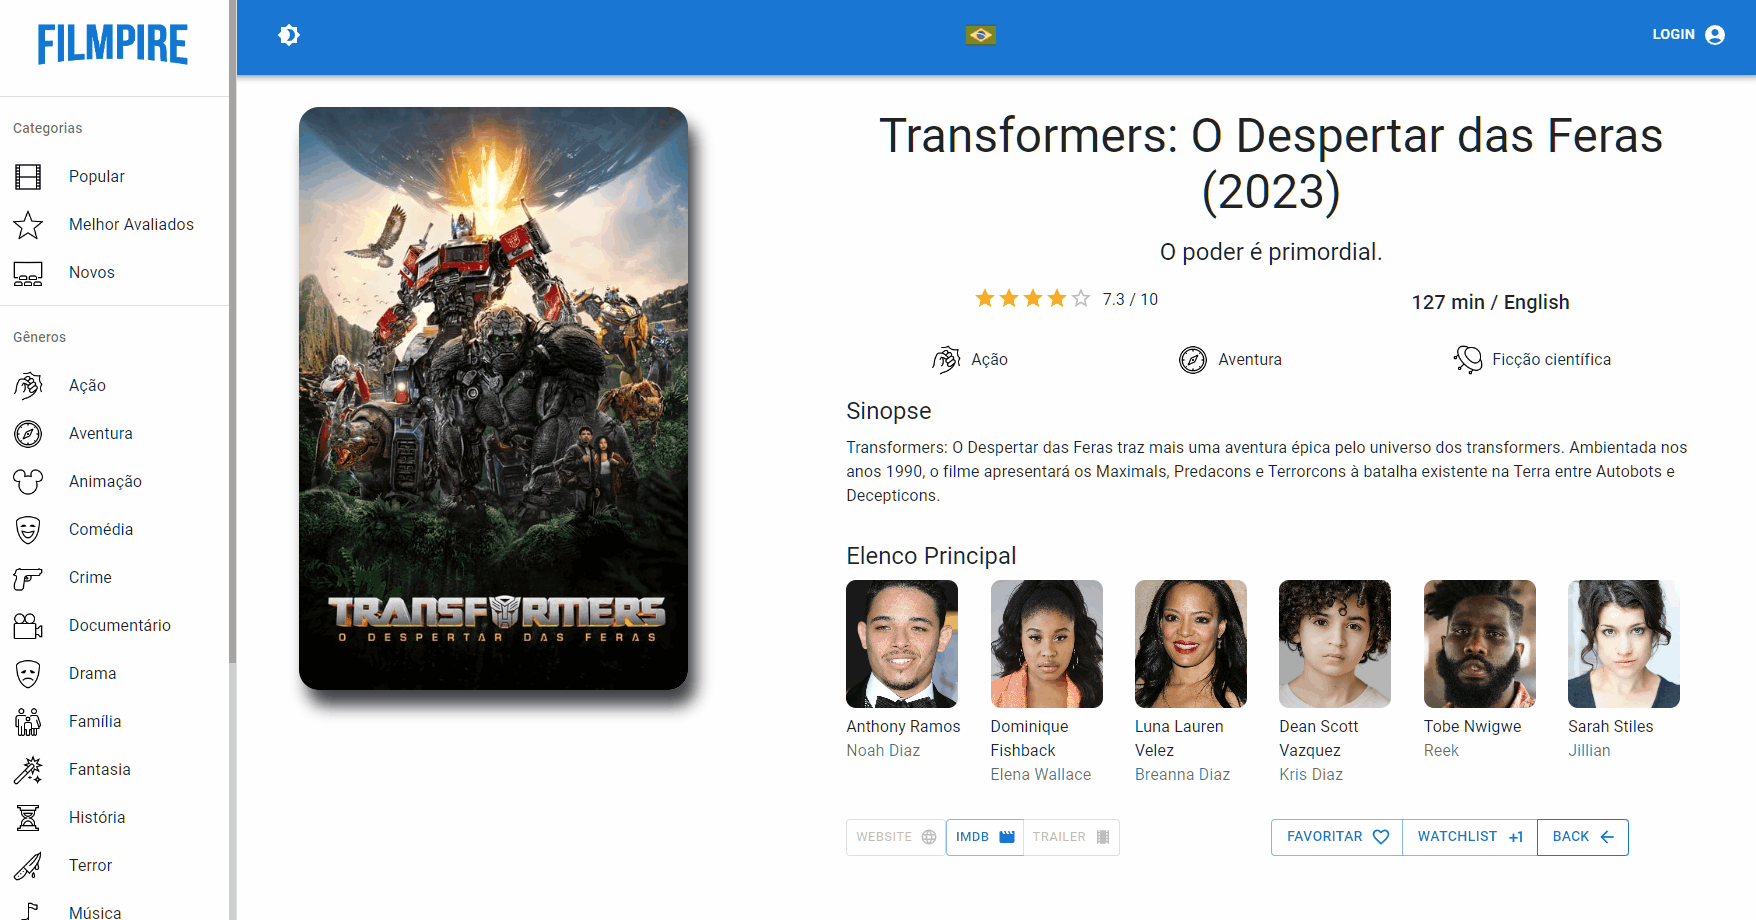 FILMPIRE
LOGIN
Categorias
Popular
Melhor Avaliados
Novos
Gêneros
Ação
Aventura
Animação
Comédia
Crime
Documentário
Drama
Família
Fantasia
História
Terror
Música
TRANSFORMERS
O DESPERTAR DAS FERAS
Transformers: O Despertar das Feras
(2023)
O poder é primordial.
7.3 / 10
127 min / English
Ação
Aventura
Ficção científica
Sinopse
Transformers: O Despertar das Feras traz mais uma aventura épica pelo universo dos transformers. Ambientada nos
anos 1990, o filme apresentará os Maximals, Predacons e Terrorcons à batalha existente na Terra entre Autobots e
Decepticons.
Elenco Principal
Anthony Ramos
Noah Diaz
Dominique
Fishback
Elena Wallace
Luna Lauren
Velez
Breanna Diaz
Dean Scott
Vazquez
Kris Diaz
Tobe Nwigwe
Reek
Sarah Stiles
Jillian
WEBSITE
IMDB
TRAILER
FAVORITAR
WATCHLIST +1
BACK